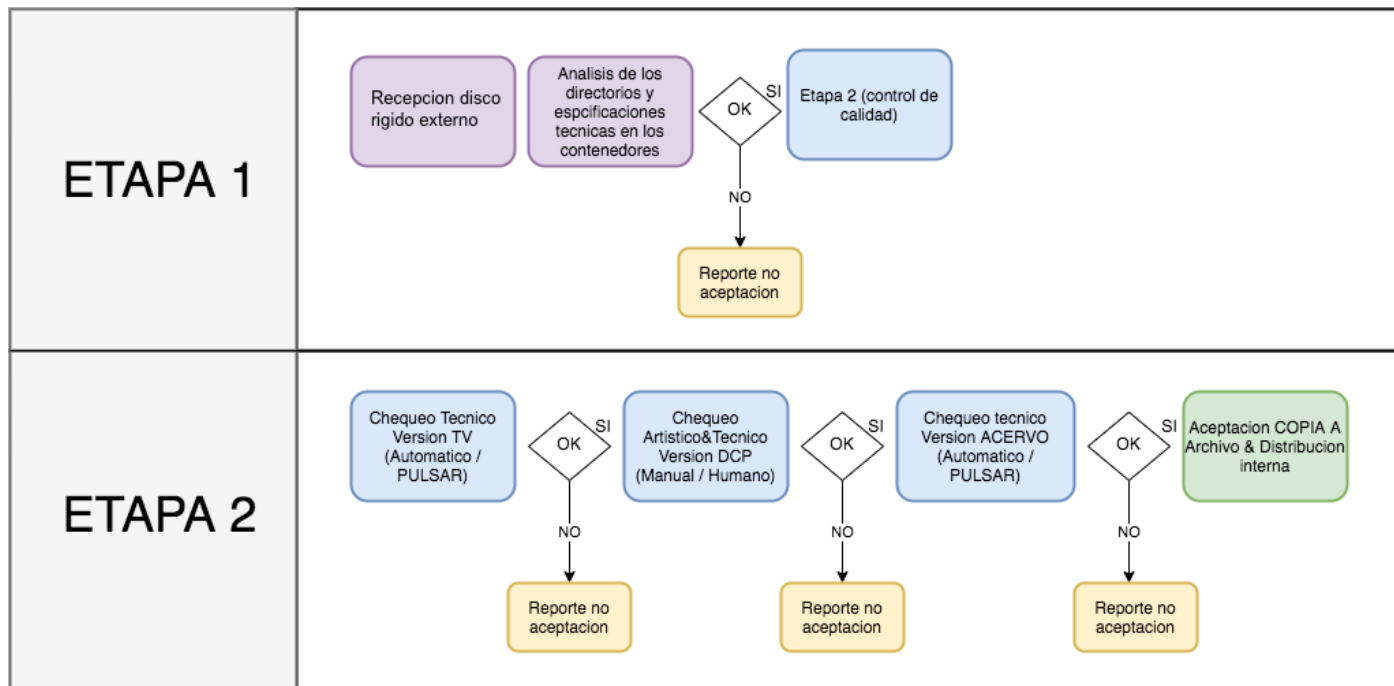 ETAPA 1
Recepcion disco
rigido externo
Analisis de los
directorios y
espcificaciones
tecnicas en los
contenedores
OK
SI
Etapa 2 (control de
calidad)
NO
Reporte no
aceptacion
ETAPA 2
Chequeo Tecnico
Version TV
(Automatico /
PULSAR)
OK
SI
NO
Reporte no
aceptacion
Chequeo
Artistico&Tecnico
Version DCP
(Manual / Humano)
OK
SI
NO
Reporte no
aceptacion
Chequeo tecnico
Version ACERVO
(Automatico /
PULSAR)
OK
SI
NO
Reporte no
aceptacion
Aceptacion COPIA A
Archivo & Distribucion
interna